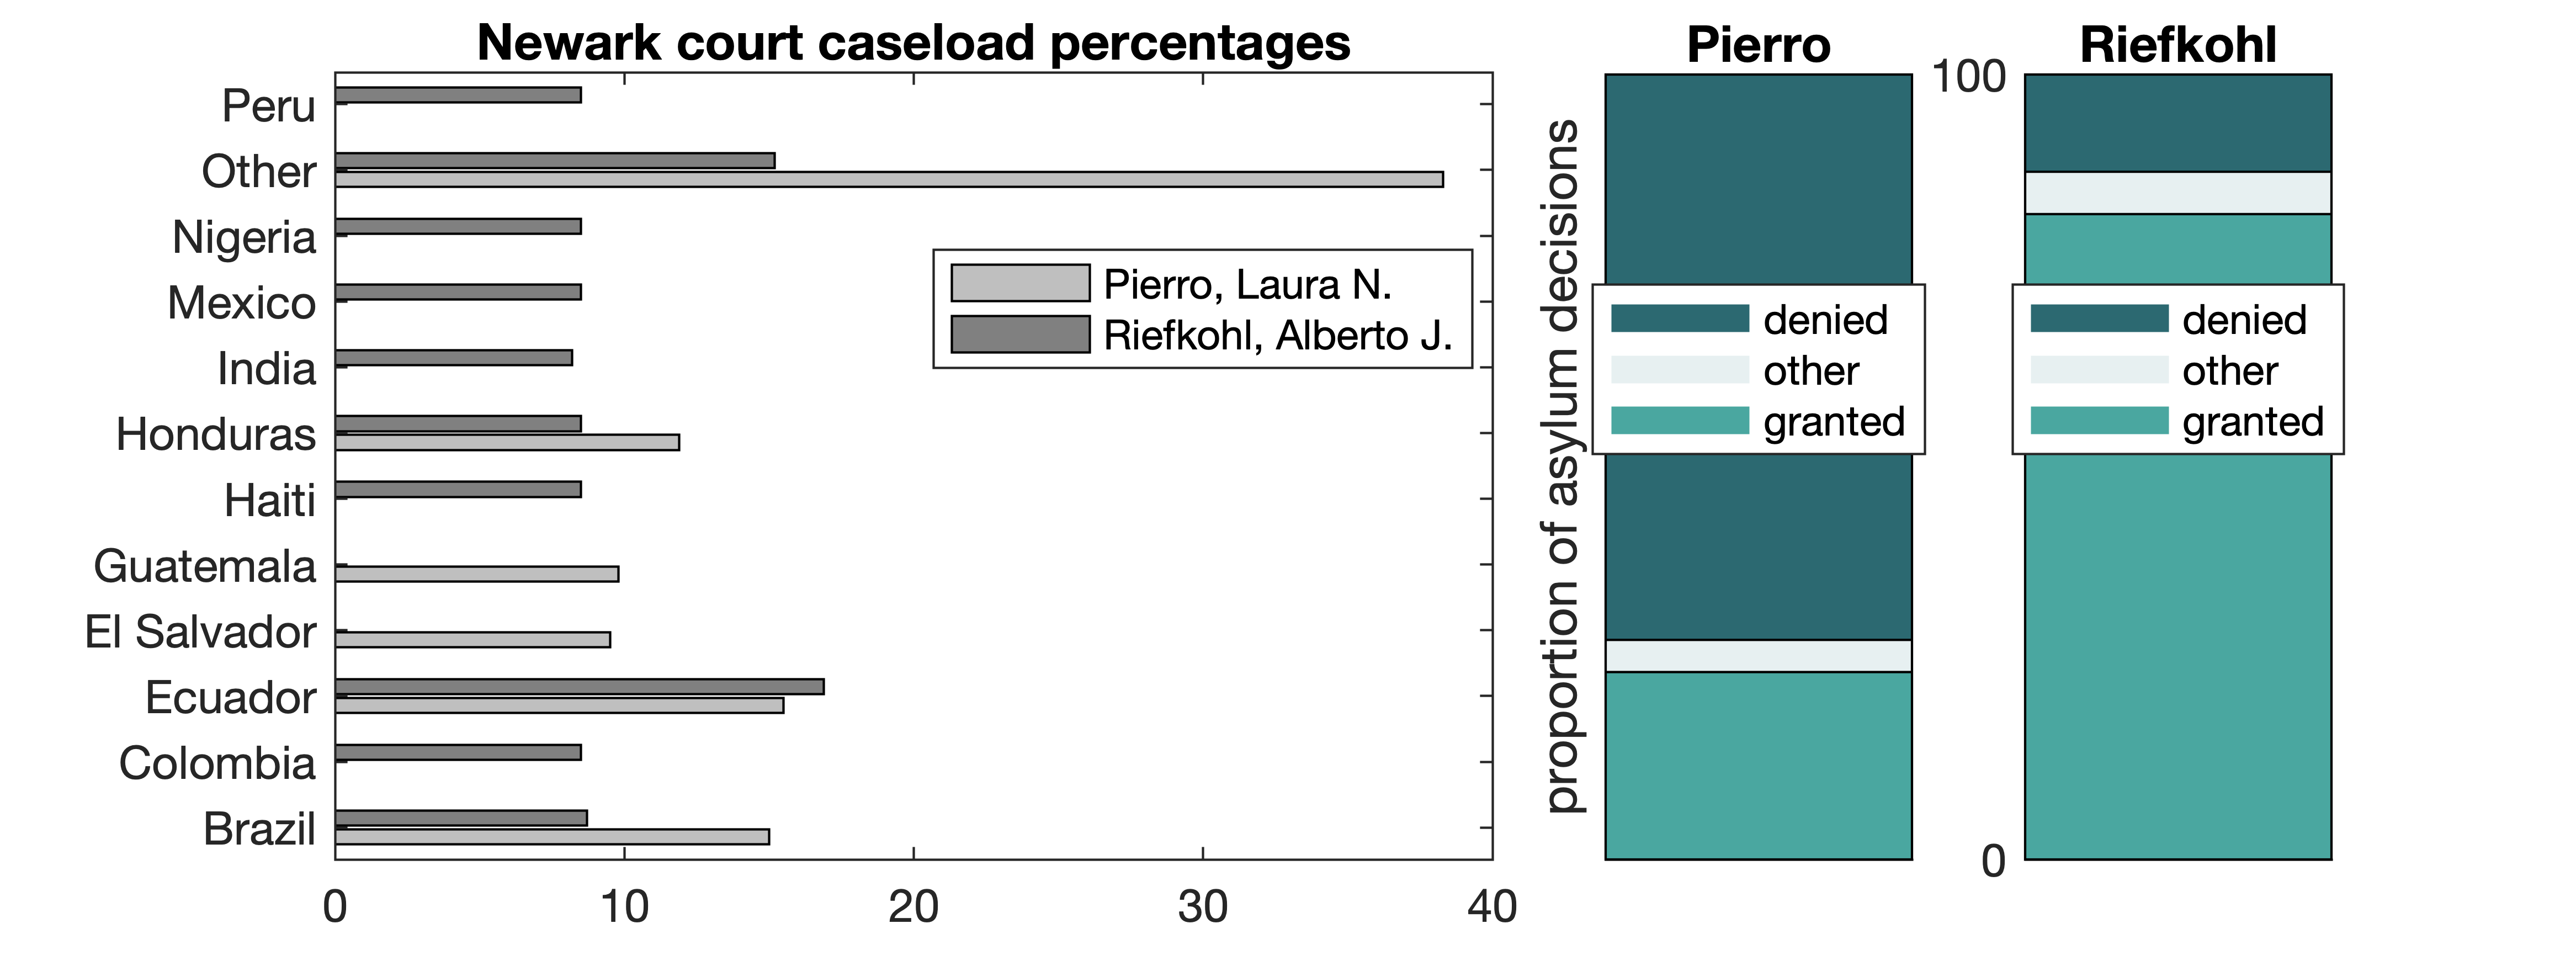 Newark court caseload percentages
Peru
Other
Nigeria
Mexico
India
Honduras
Haiti
Guatemala
El Salvador
Ecuador
Colombia
Brazil
0 10 20 30 40
Pierro, Laura N.
Riefkohl, Alberto J.
proportion of asylum decisions
Pierro
denied
other
granted
Riefkohl
100
0
denied
other
granted